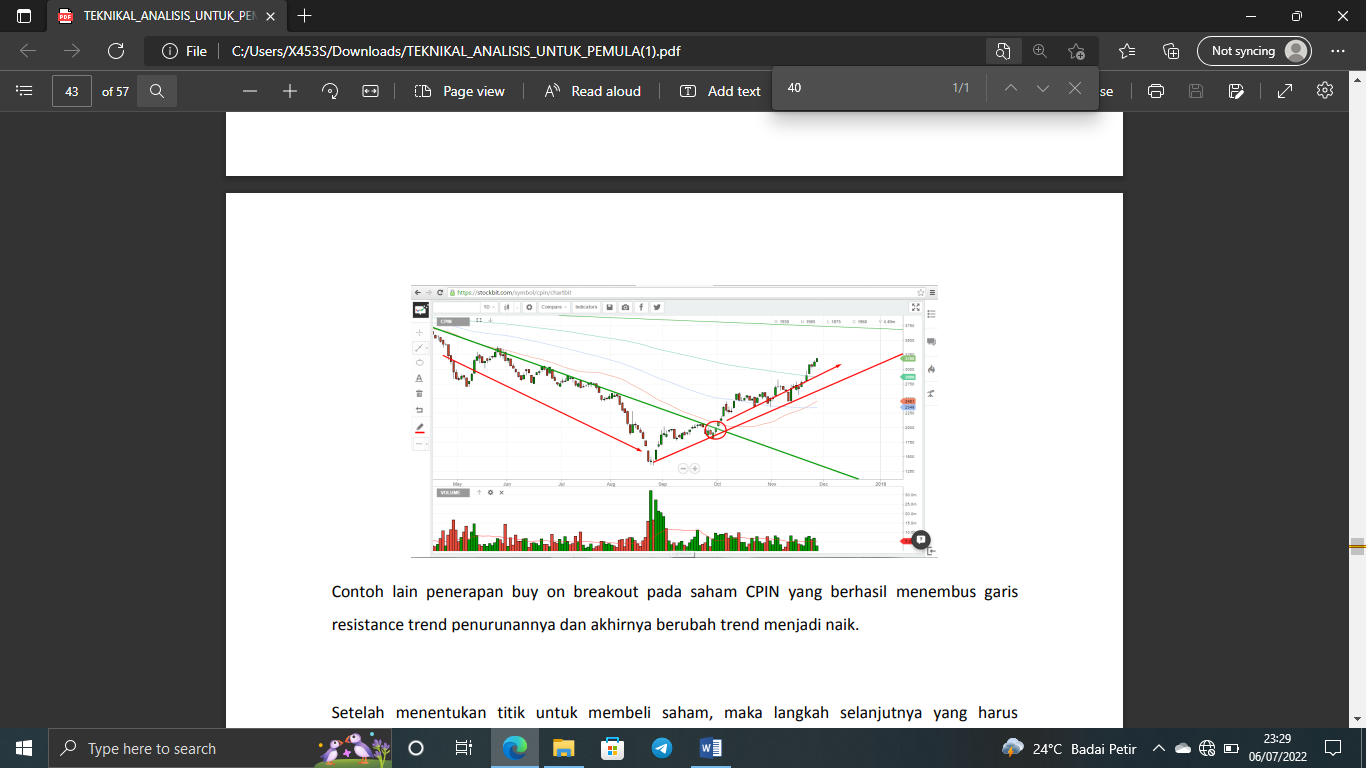 TEKNIKAL_ANALISIS_UNTUK_PEM
File
C:/Users/X453S/Downloads/TEKNIKAL_ANALISIS_UNTUK_PEMULA(1).pdf
Not syncing
43 of 57
Page view
Read aloud
Add text
40
1/1
se
https://stockbit.com/symbol/cpin/chartbit
Compare
Indicators
CPIN
May Jun Jul Aug Sep Oct Nov Dec 2016
VOLUME
Contoh lain penerapan buy on breakout pada saham CPIN yang berhasil menembus garis
resistance trend penurunannya dan akhirnya berubah trend menjadi naik.
Setelah menentukan titik untuk membeli saham, maka langkah selanjutnya yang harus
Type here to search
24°C Badai Petir
23:29
06/07/2022